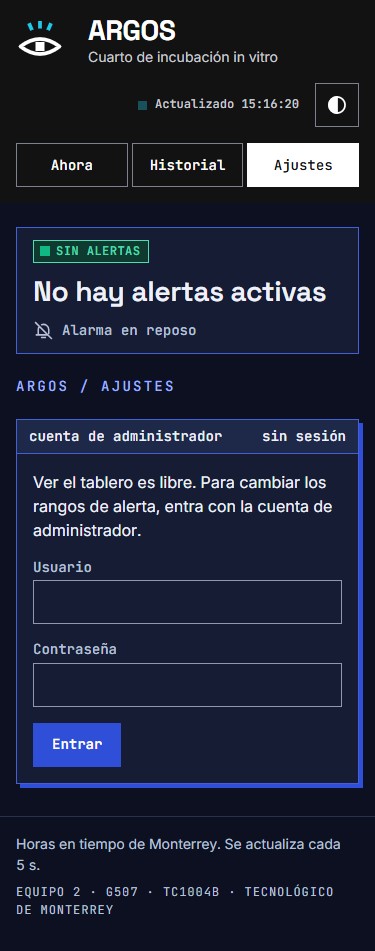 ARGOS
Cuarto de incubación in vitro
Actualizado 15:16:20
Ahora
Historial
Ajustes
SIN ALERTAS
No hay alertas activas
Alarma en reposo
ARGOS / AJUSTES
cuenta de administrador
sin sesión
Ver el tablero es libre. Para cambiar los
rangos de alerta, entra con la cuenta de
administrador.
Usuario
Contraseña
Entrar
Horas en tiempo de Monterrey. Se actualiza cada
5 s.
EQUIPO 2 · G507 · TC1004B · TECNOLÓGICO
DE MONTERREY